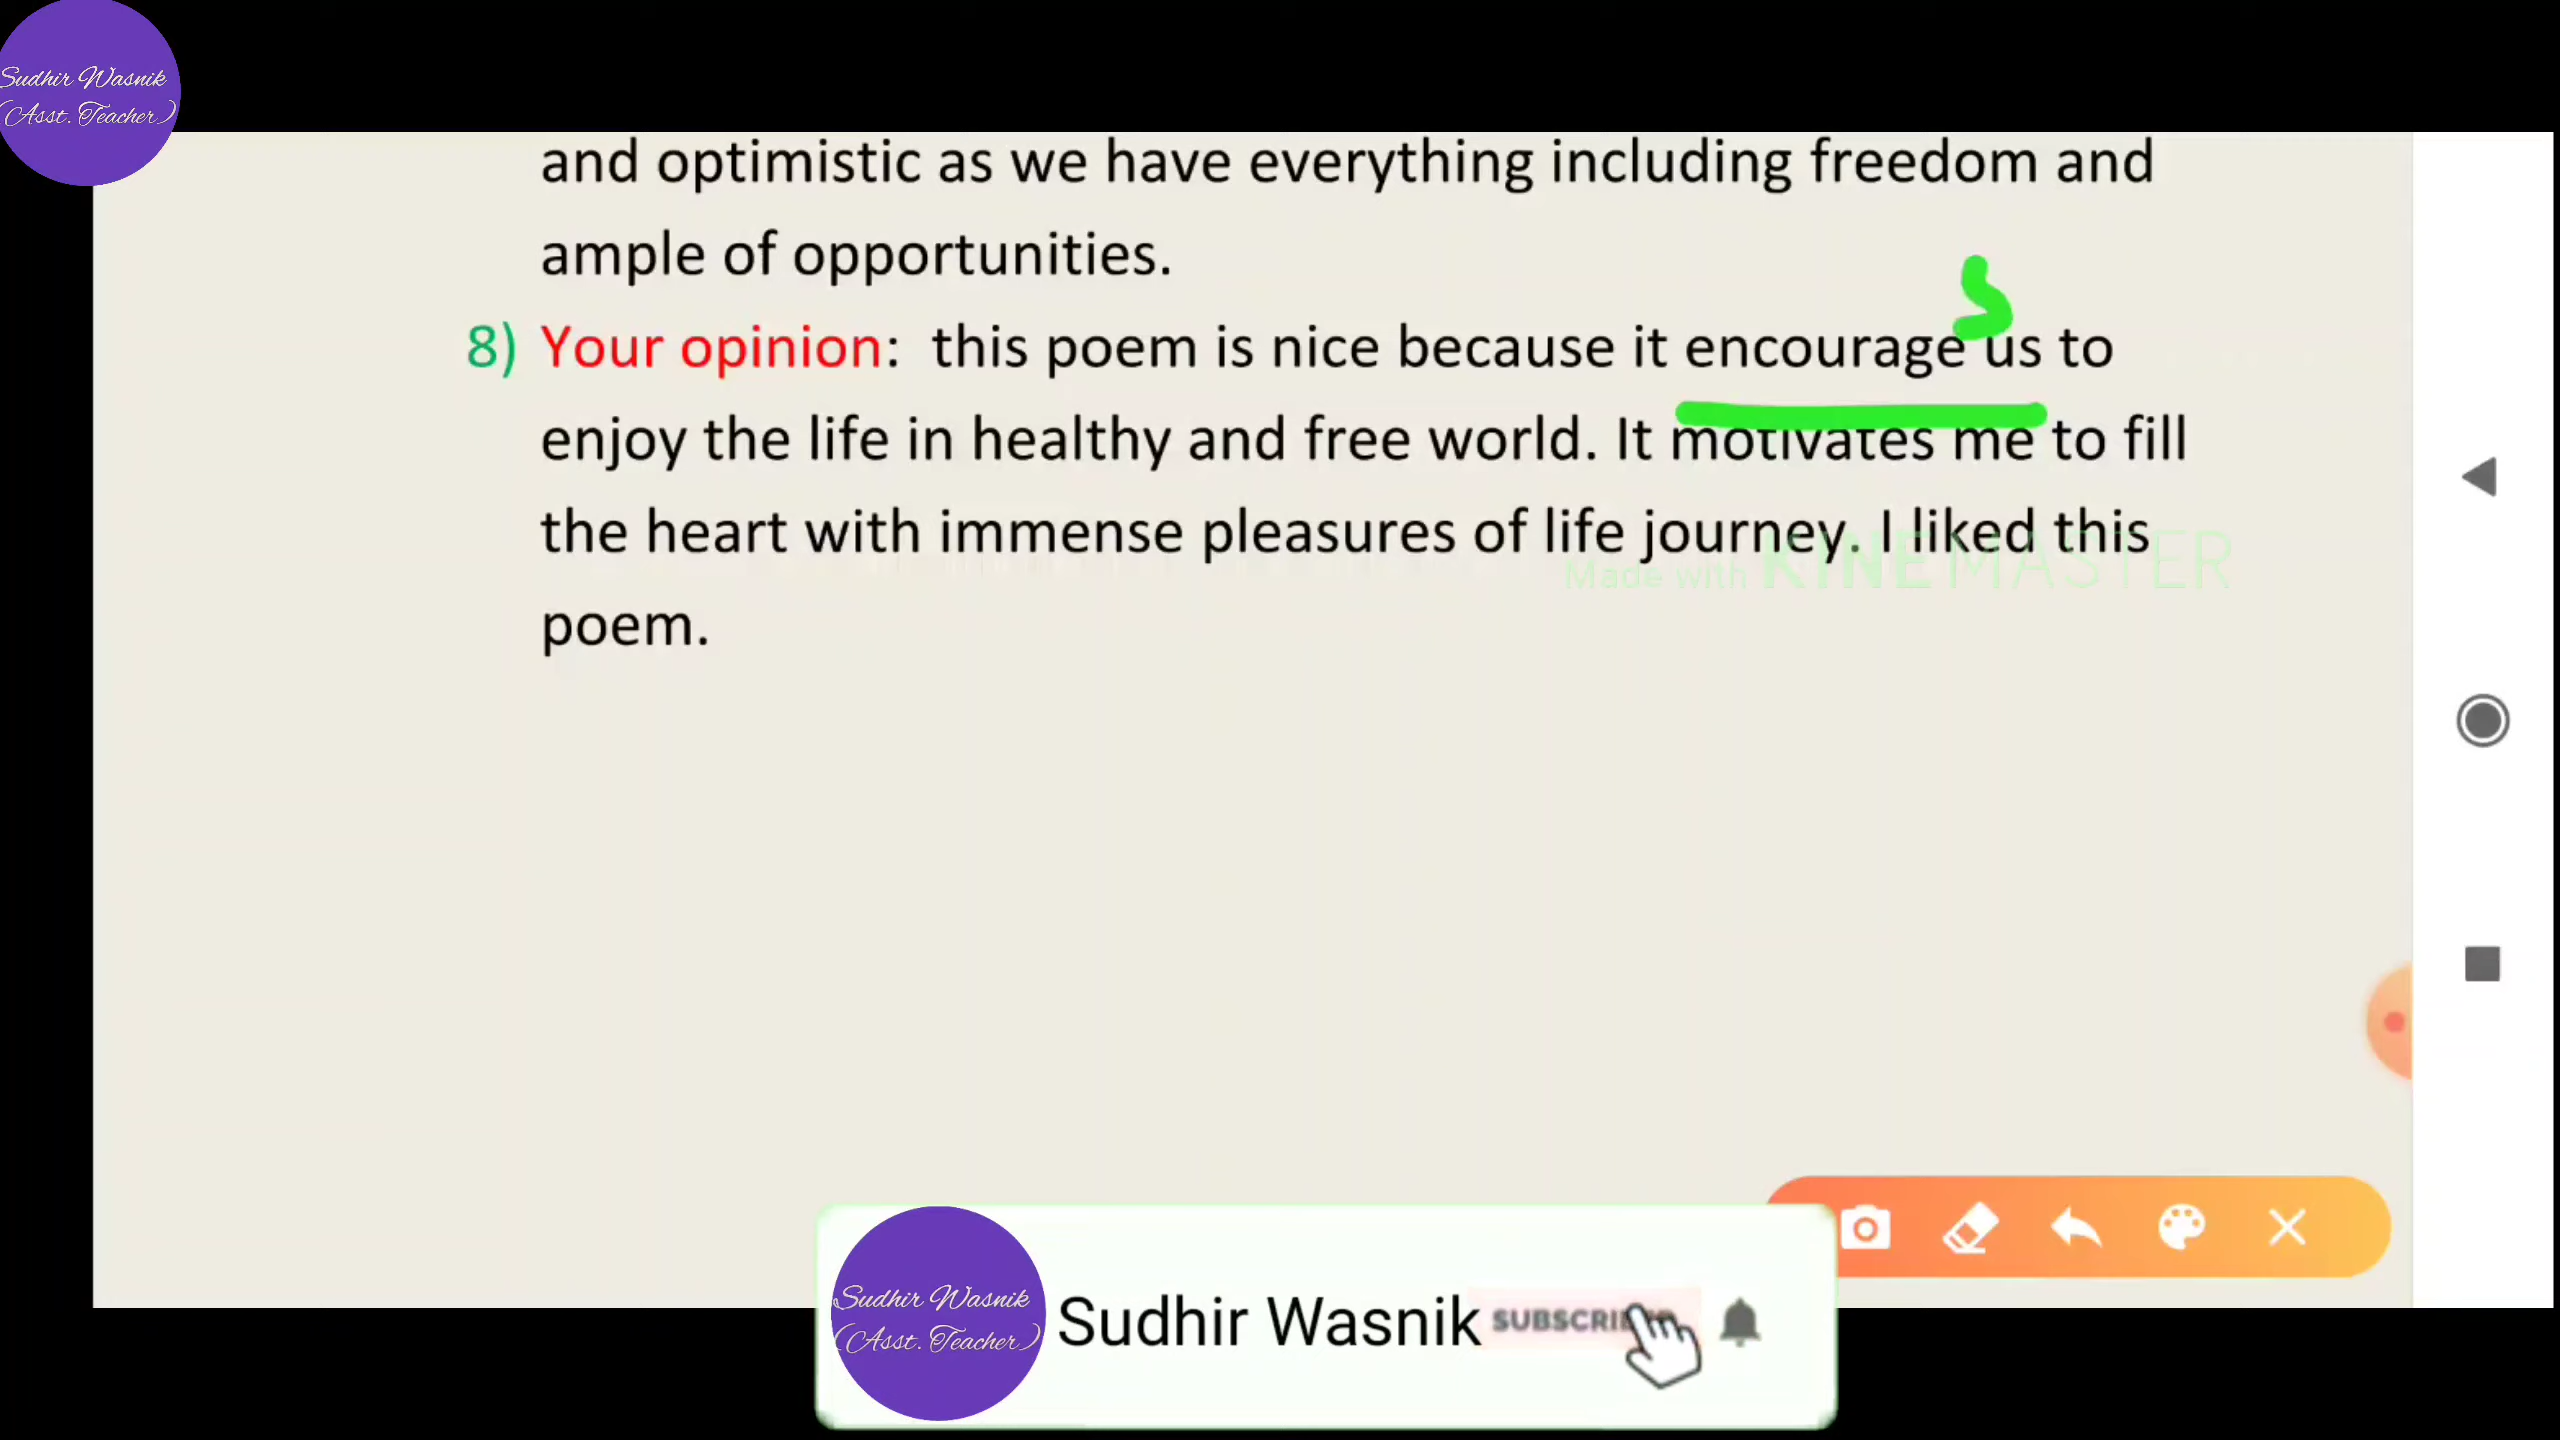 Sudhir Wasnik
(Asst. Teacher)
and optimistic as we have everything including freedom and
ample of opportunities.
s
8) Your opinion: this poem is nice because it encourage us to
enjoy the life in healthy and free world. It motivates me to fill
the heart with immense pleasures of life journey. I liked this
Made with KINEMASTER
poem.
Sudhir Wasnik
(Asst. Teacher)
Sudhir Wasnik